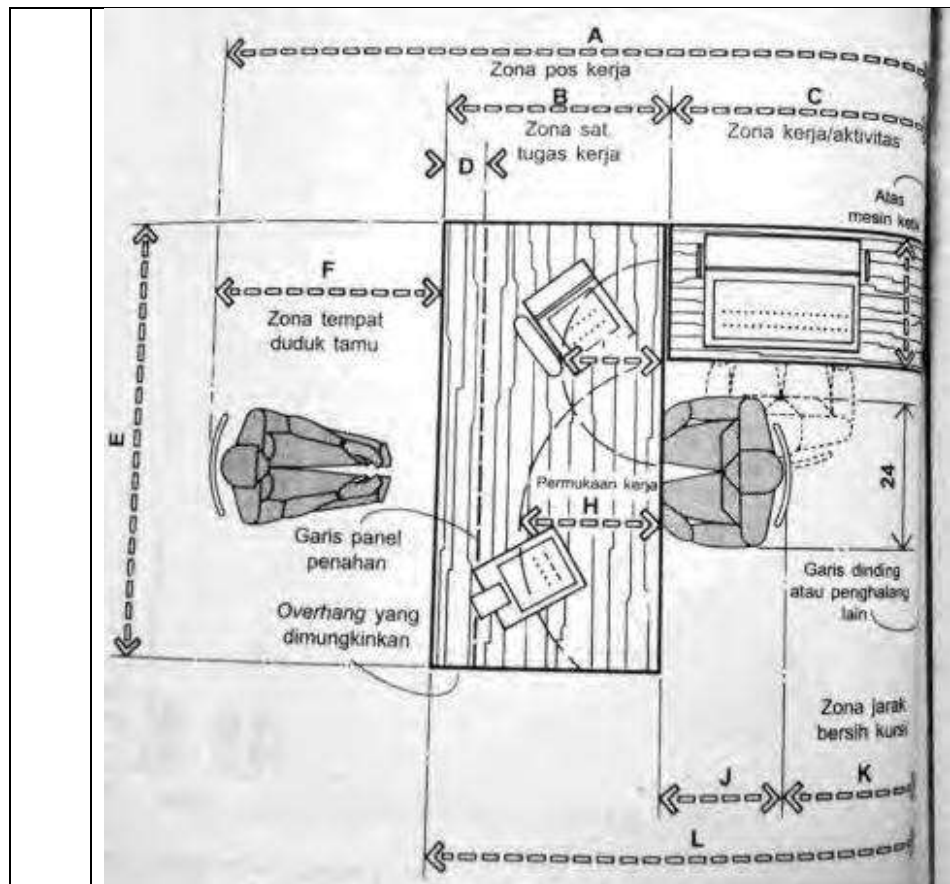 A
Zona pos kerja
B
C
Zona sat.
tugas kerja
Zona kerja/aktivitas
D
Atas
mesin ketik
F
Zona tempat
duduk tamu
E
Permukaan kerja
H
24
Garis panel
penahan
Garis dinding
atau penghalang
lain
Overhang yang
dimungkinkan
Zona jarak
bersih kursi
J
K
L